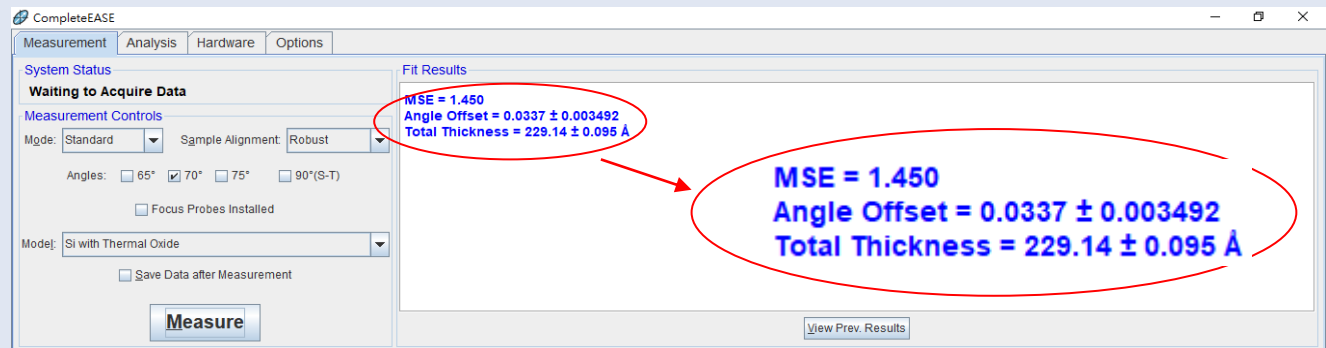 CompleteEASE
Measurement Analysis Hardware Options
System Status
Waiting to Acquire Data
Measurement Controls
Mode: Standard Sample Alignment: Robust
Angles: 65° 70° 75° 90°(S-T)
Focus Probes Installed
Model: Si with Thermal Oxide
Save Data after Measurement
Measure
Fit Results
MSE = 1.450
Angle Offset = 0.0337 ± 0.003492
Total Thickness = 229.14 ± 0.095 Å
MSE = 1.450
Angle Offset = 0.0337 ± 0.003492
Total Thickness = 229.14 ± 0.095 Å
View Prev. Results